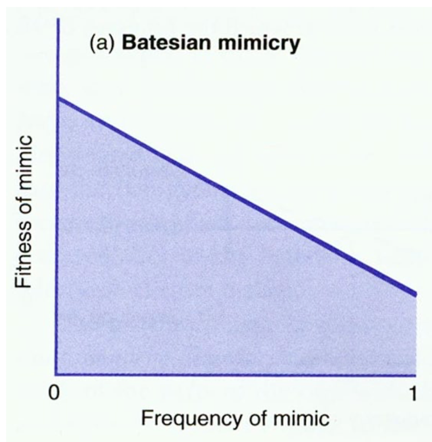 (a) Batesian mimicry
Fitness of mimic
0
1
Frequency of mimic